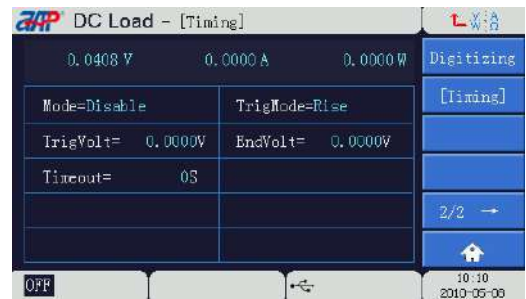 AAP DC Load - [Timing]
0.0408 V 0.0000 A 0.0000 W
Digitizing
Mode=Disable TrigMode=Rise
[Timing]
TrigVolt= 0.0000V EndVolt= 0.0000V
Timeout= 0S
2/2 →
OFF
10:10
2010-05-08